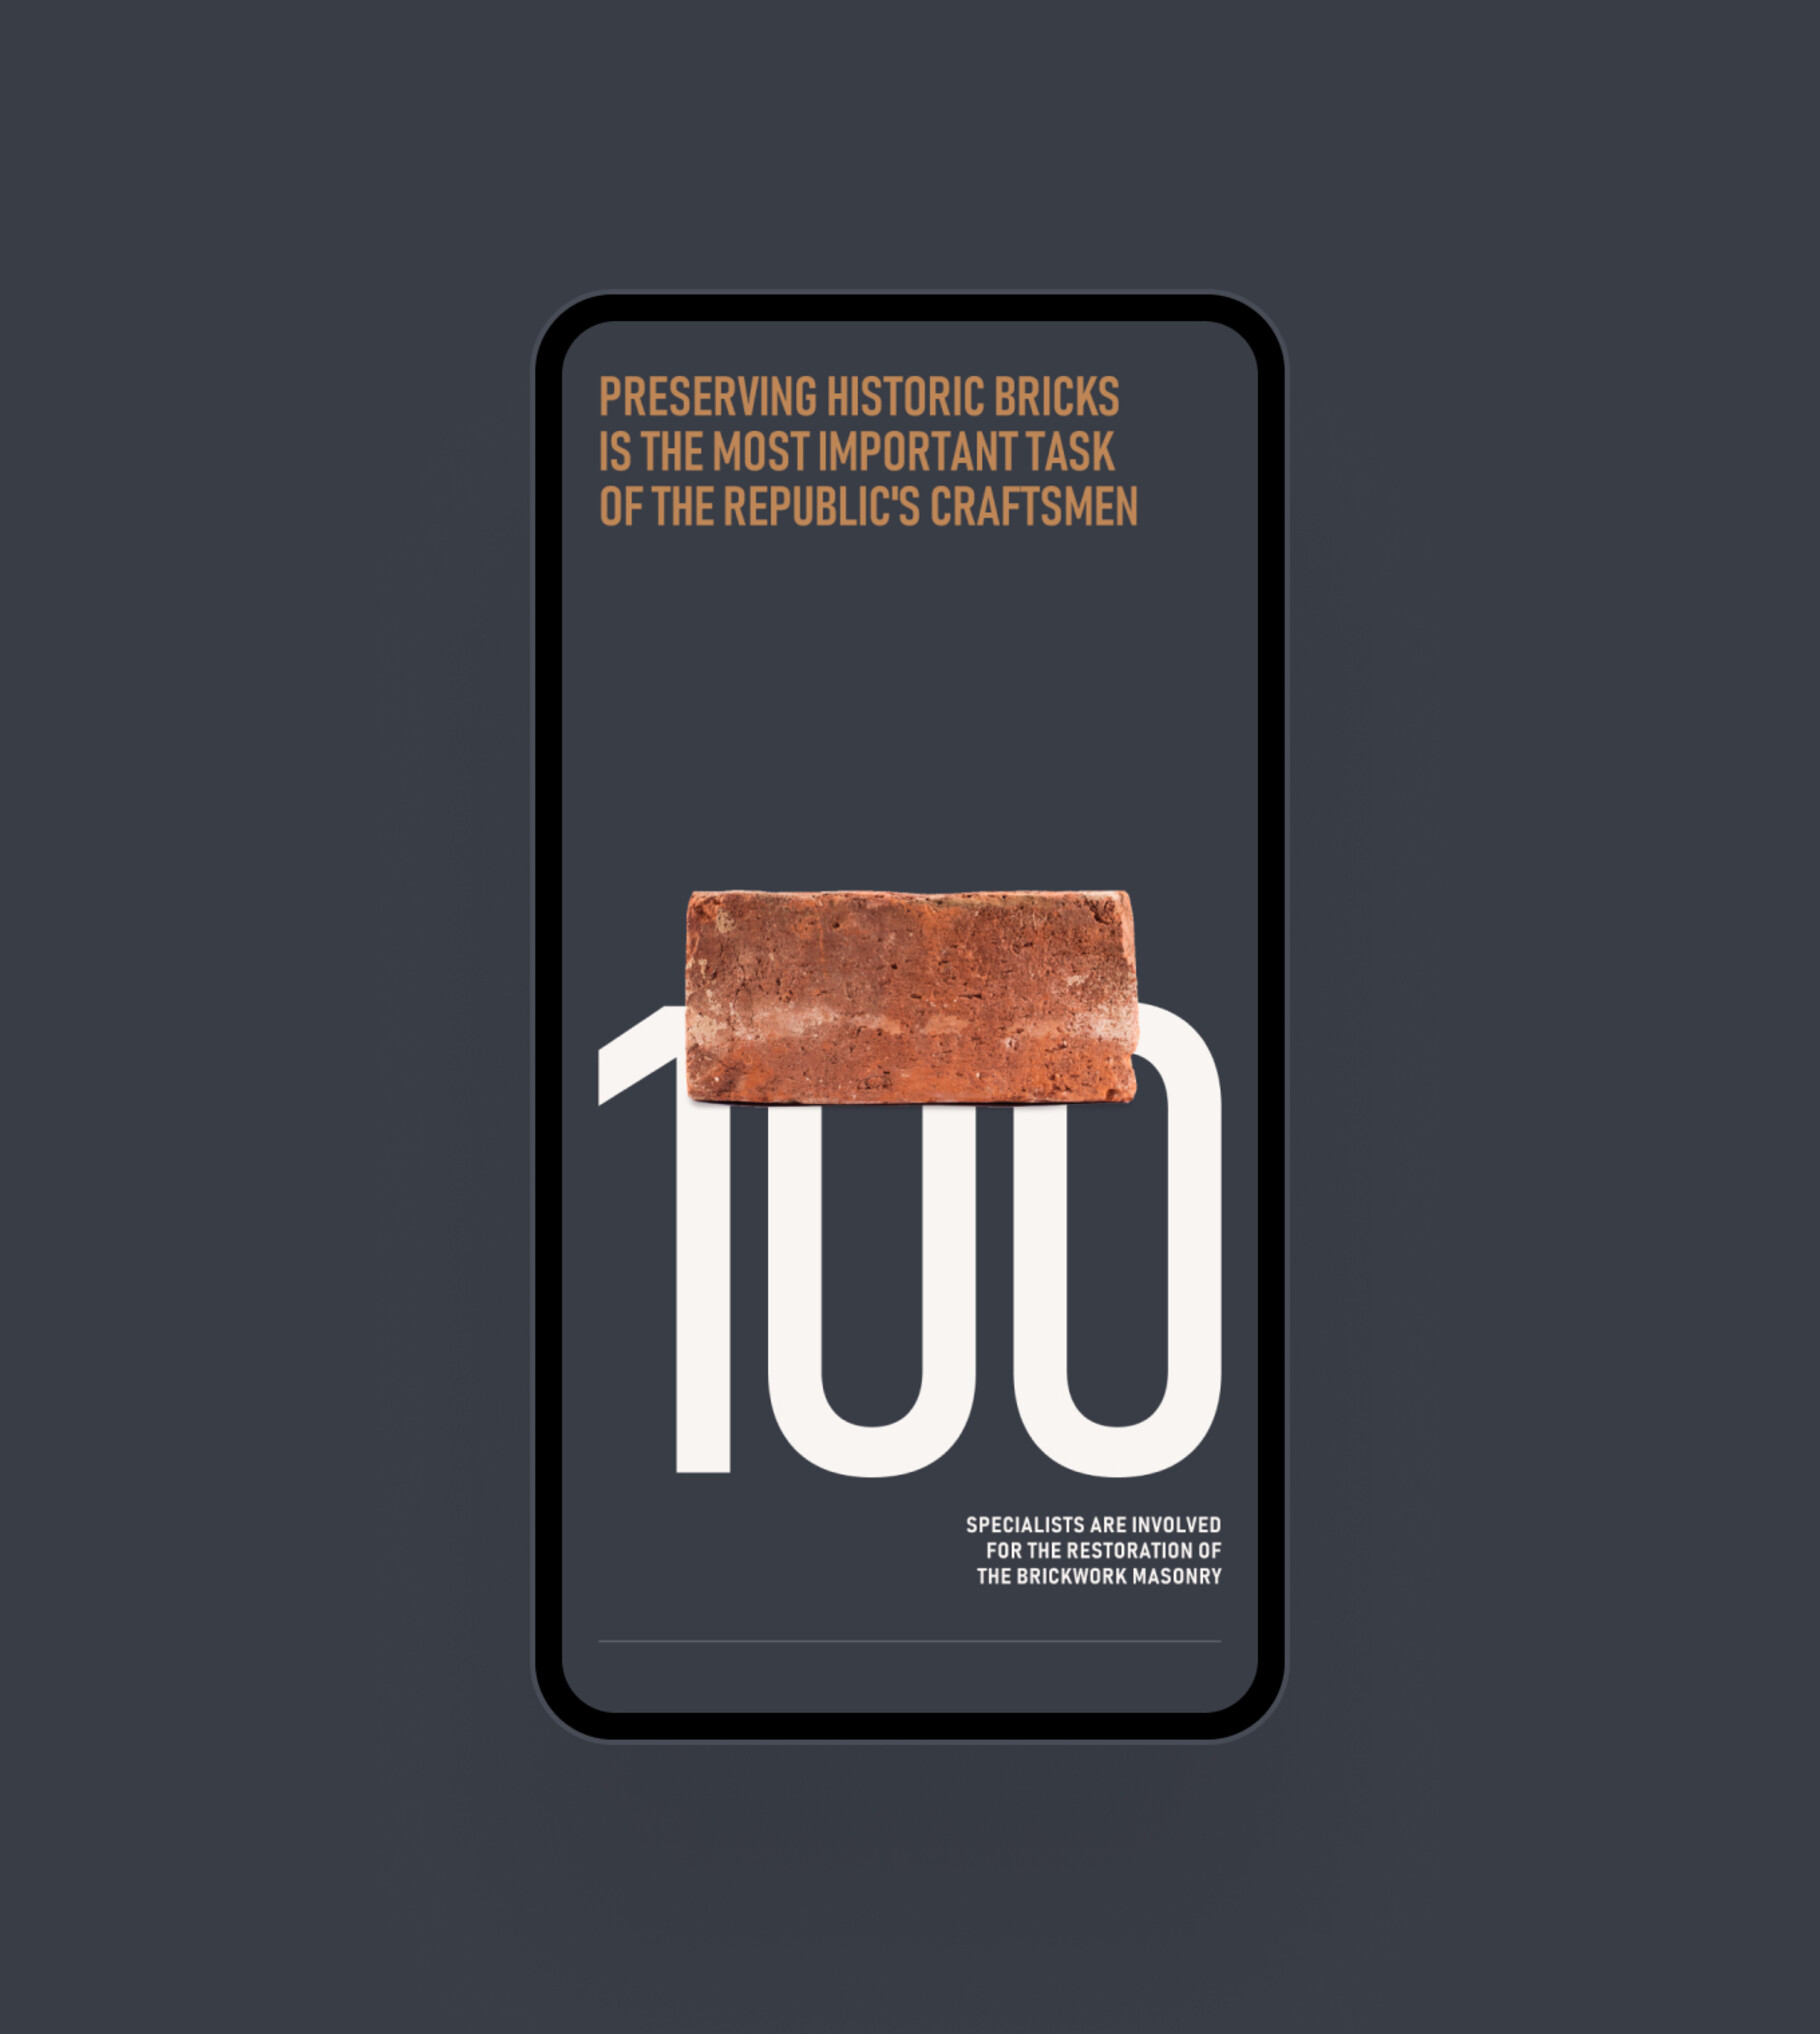 PRESERVING HISTORIC BRICKS
IS THE MOST IMPORTANT TASK
OF THE REPUBLIC'S CRAFTSMEN
100
SPECIALISTS ARE INVOLVED
FOR THE RESTORATION OF
THE BRICKWORK MASONRY